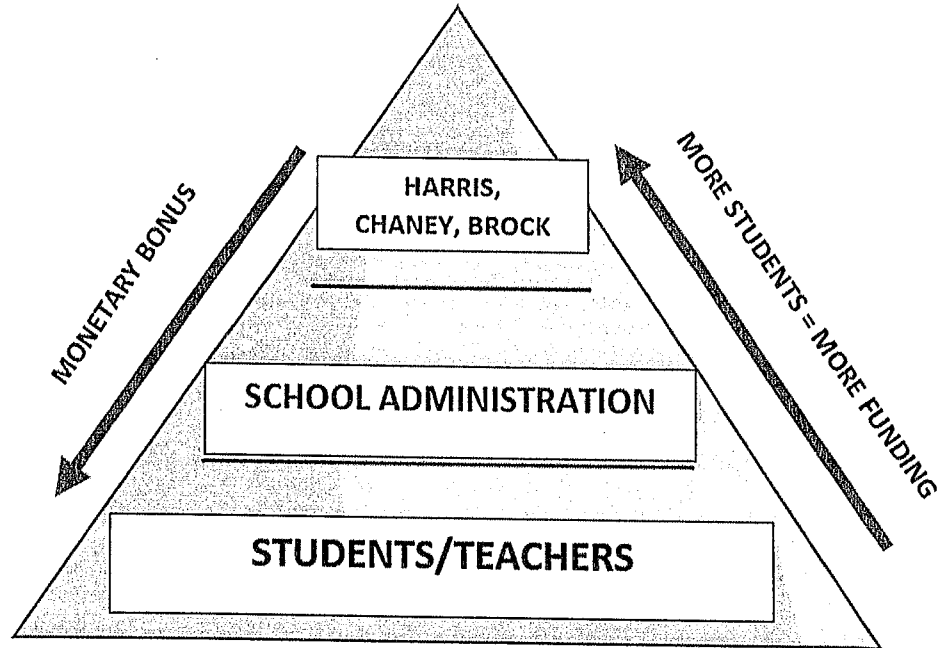 HARRIS,
CHANEY, BROCK
MONETARY BONUS
MORE STUDENTS = MORE FUNDING
SCHOOL ADMINISTRATION
STUDENTS/TEACHERS